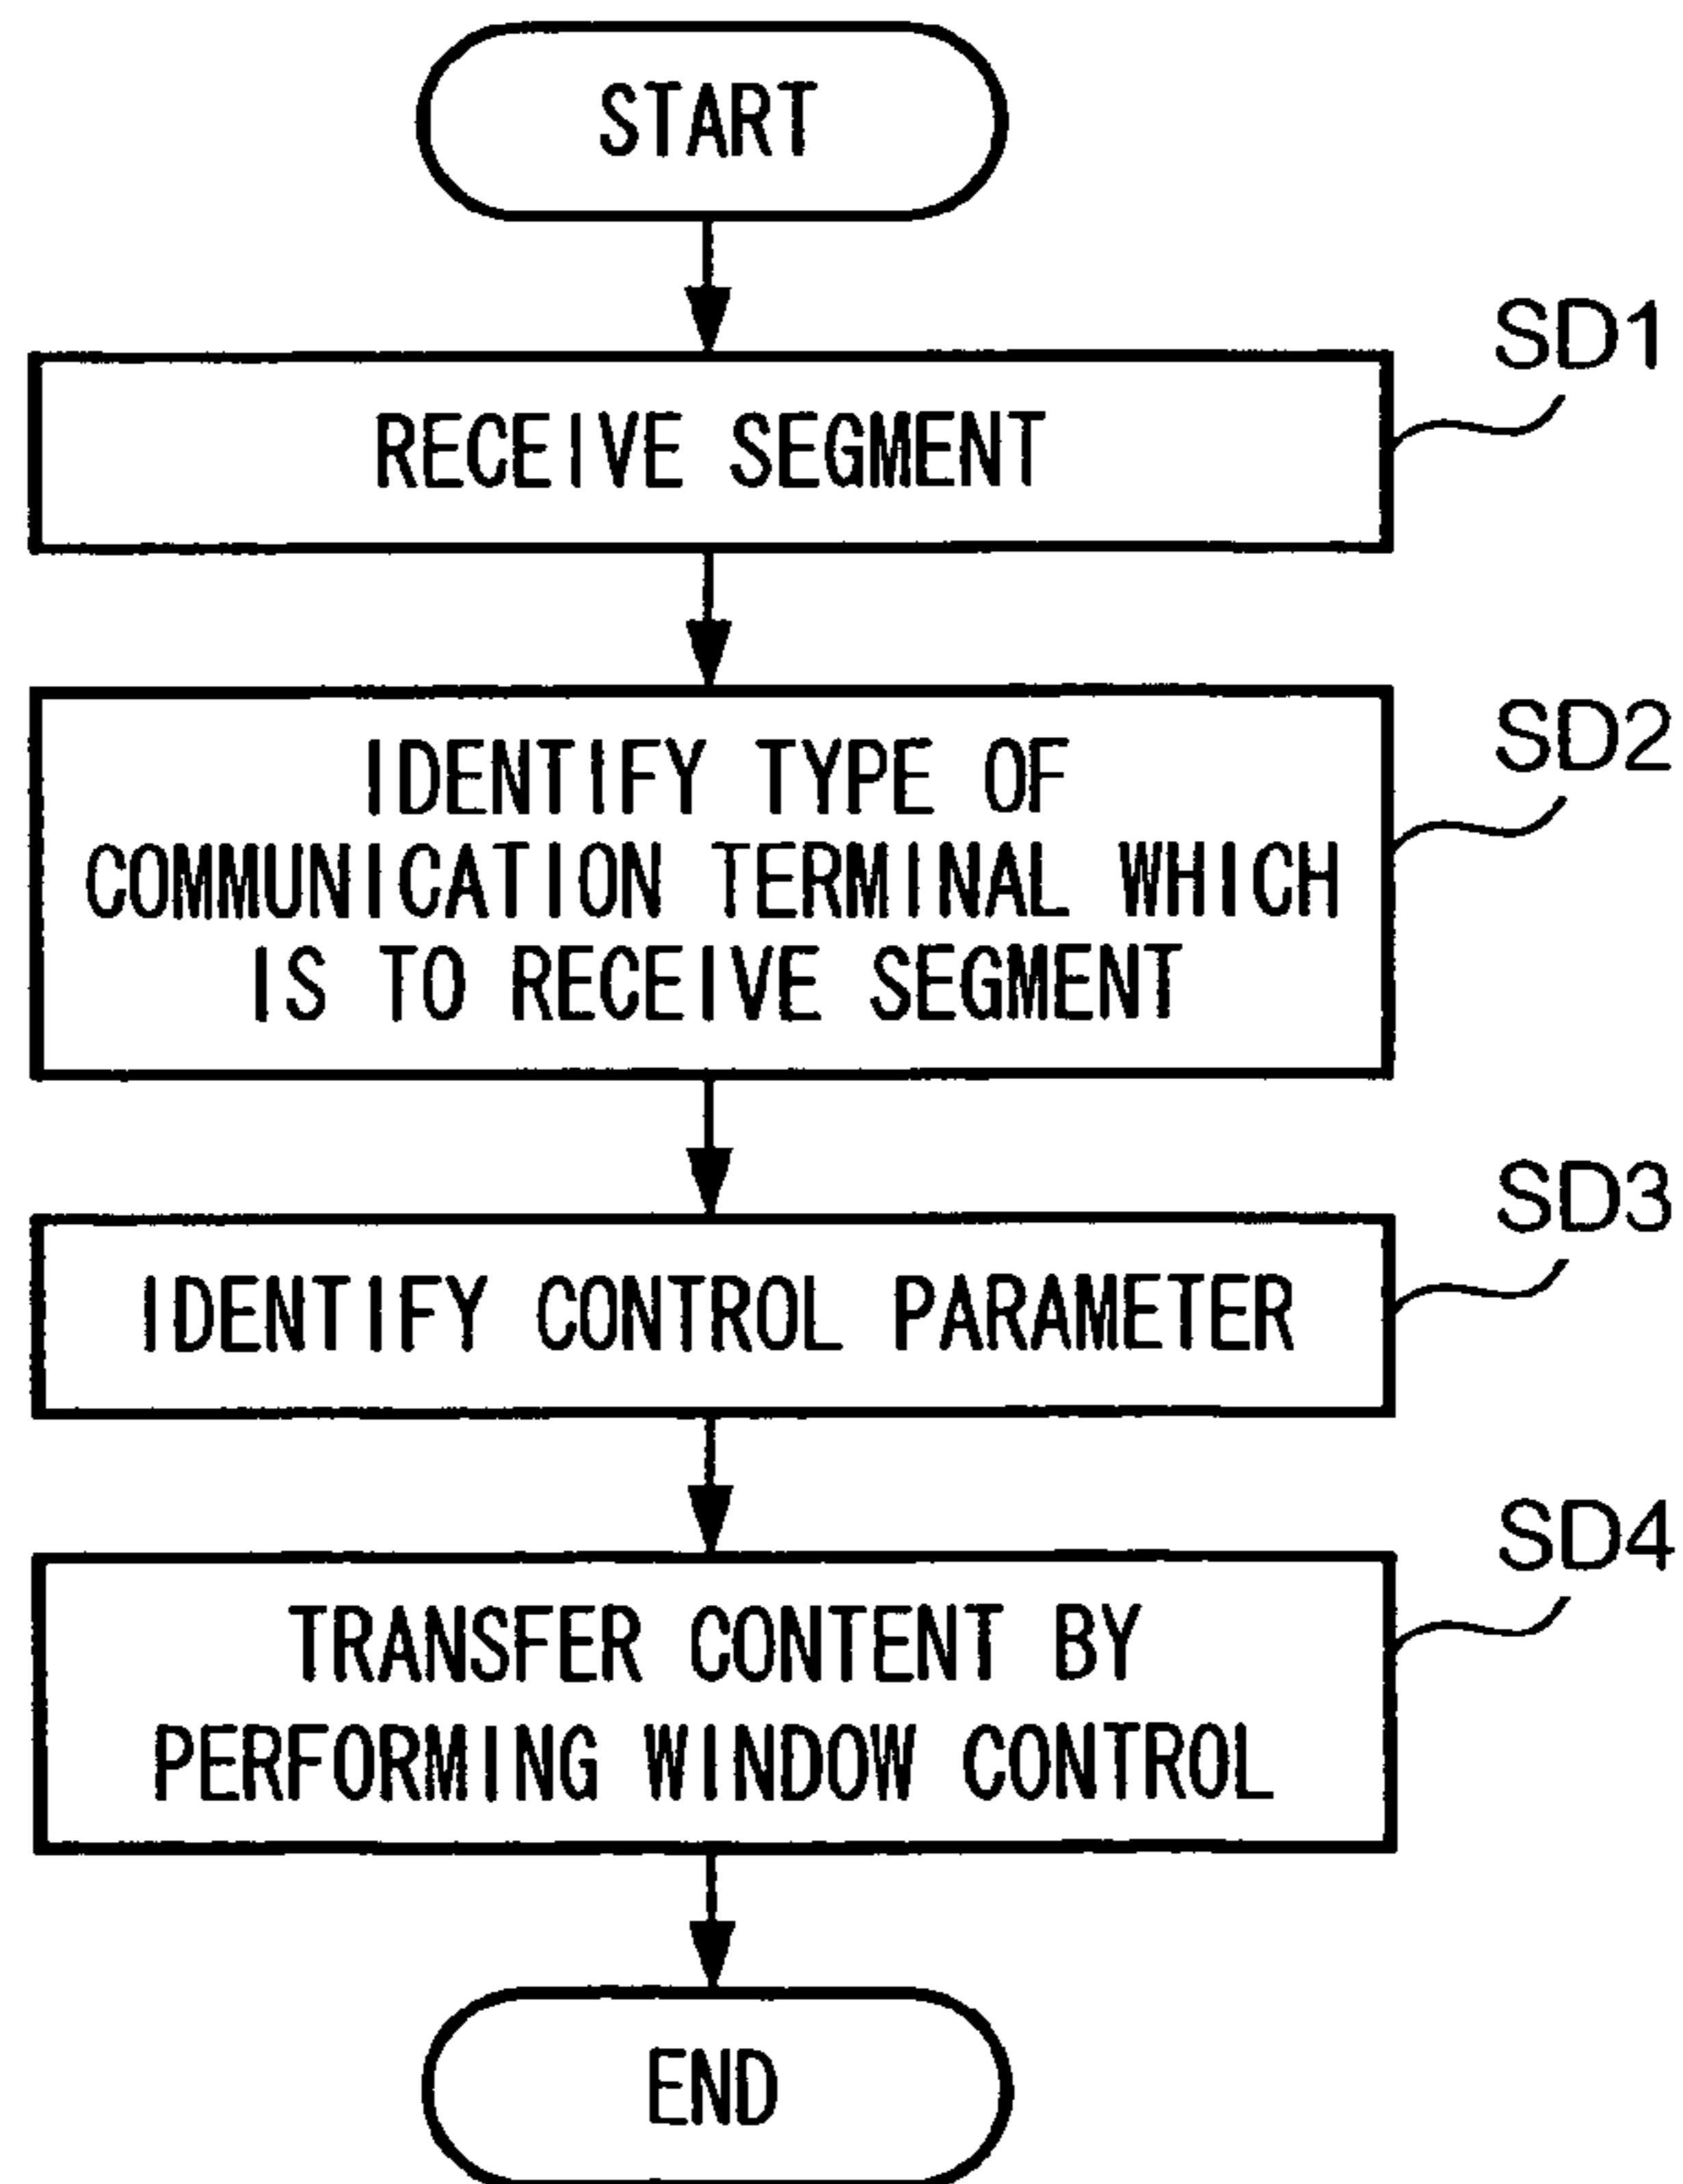 START
SD1
RECEIVE SEGMENT
SD2
IDENTIFY TYPE OF
COMMUNICATION TERMINAL WHICH
IS TO RECEIVE SEGMENT
SD3
IDENTIFY CONTROL PARAMETER
SD4
TRANSFER CONTENT BY
PERFORMING WINDOW CONTROL
END